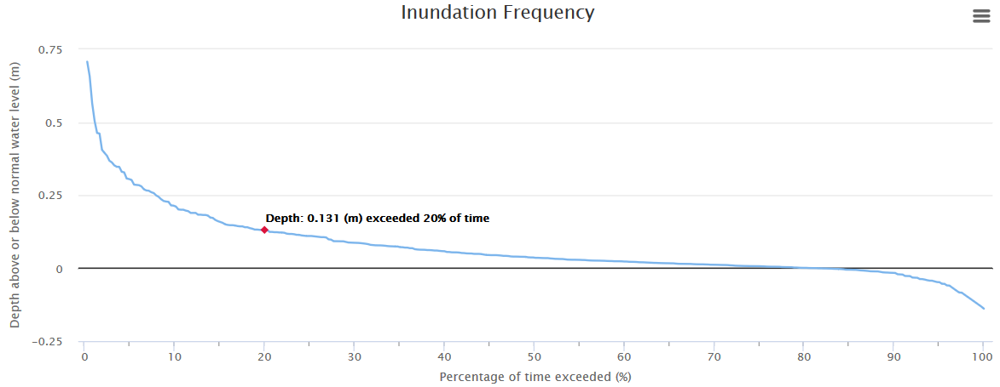 Inundation Frequency
Depth above or below normal water level (m)
0.75
0.5
0.25
0
−0.25
Depth: 0.131 (m) exceeded 20% of time
0 10 20 30 40 50 60 70 80 90 100
Percentage of time exceeded (%)